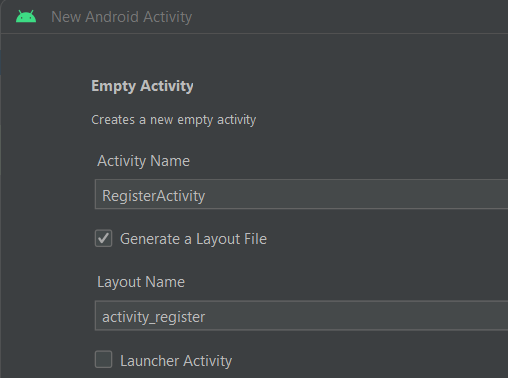 New Android Activity
Empty Activity
Creates a new empty activity
Activity Name
RegisterActivity
Generate a Layout File
Layout Name
activity_register
Launcher Activity